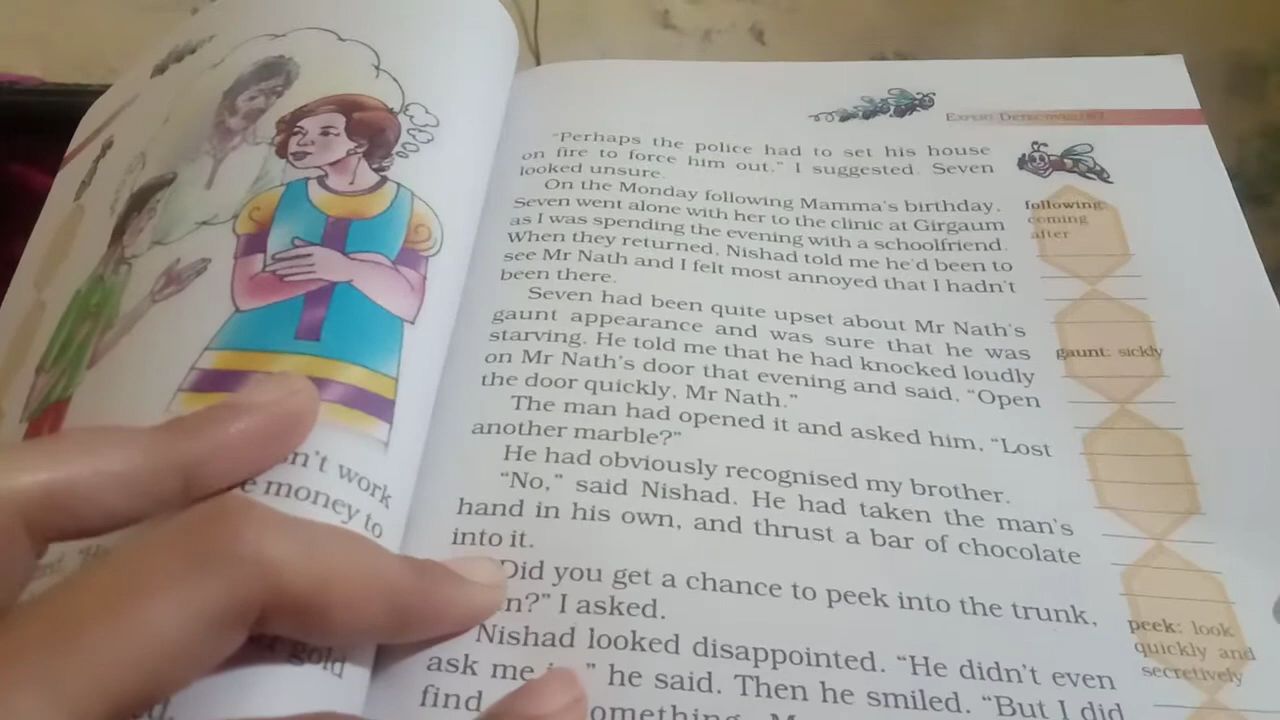 n't work
e money to
gold
EXPERT DETECTIVES/
"Perhaps the police had to set his house
on fire to force him out," I suggested. Seven
looked unsure.
On the Monday following Mamma's birthday,
Seven went alone with her to the clinic at Girgaum
as I was spending the evening with a schoolfriend.
When they returned, Nishad told me he'd been to
see Mr Nath and I felt most annoyed that I hadn't
been there.
Seven had been quite upset about Mr Nath's
gaunt appearance and was sure that he was
starving. He told me that he had knocked loudly
on Mr Nath's door that evening and said, "Open
the door quickly, Mr Nath."
The man had opened it and asked him, "Lost
another marble?"
He had obviously recognised my brother.
"No," said Nishad. He had taken the man's
hand in his own, and thrust a bar of chocolate
into it.
Did you get a chance to peek into the trunk,
n?" I asked.
Nishad looked disappointed. "He didn't even
ask me " he said. Then he smiled. "But I did
find omething.
following:
coming
after
gaunt: sickly
peek: look
quickly and
secretively